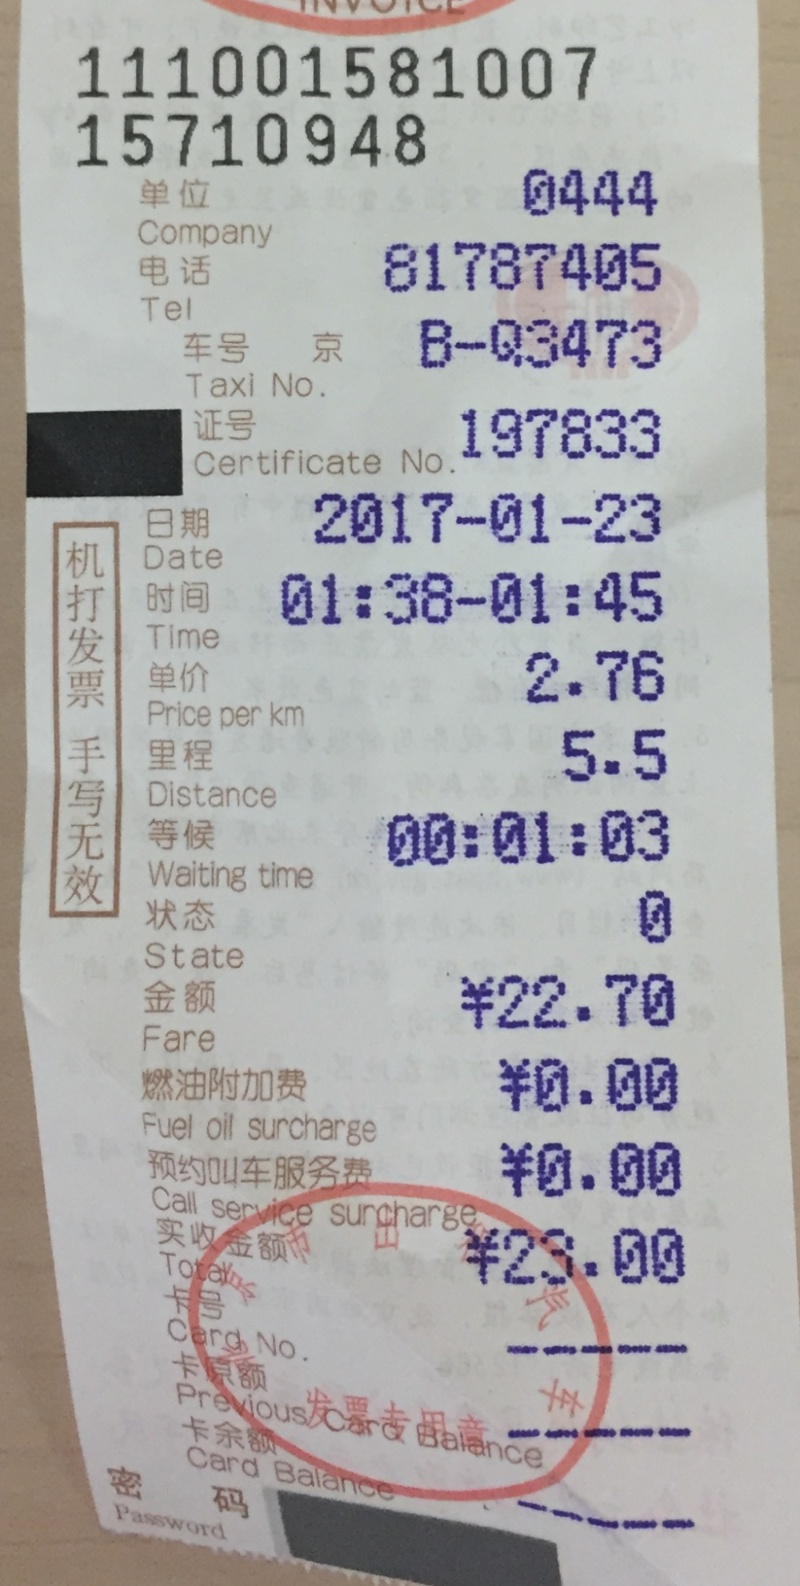 INVOICE
111001581007
15710948
单位 0444
Company
电话 81787405
Tel
车号 京 B-Q3473
Taxi No.
证号 197833
Certificate No.
日期 2017-01-23
Date
时间 01:38-01:45
Time
单价 2.76
Price per km
里程 5.5
Distance
等候 00:01:03
Waiting time
状态 0
State
金额 ¥22.70
Fare
燃油附加费 ¥0.00
Fuel oil surcharge
预约叫车服务费 ¥0.00
Call service surcharge
实收金额 ¥23.00
Total
卡号
Card No.
卡原额
Previous Card Balance
卡余额
Card Balance
密 码
Password
机打发票 手写无效
发票专用章